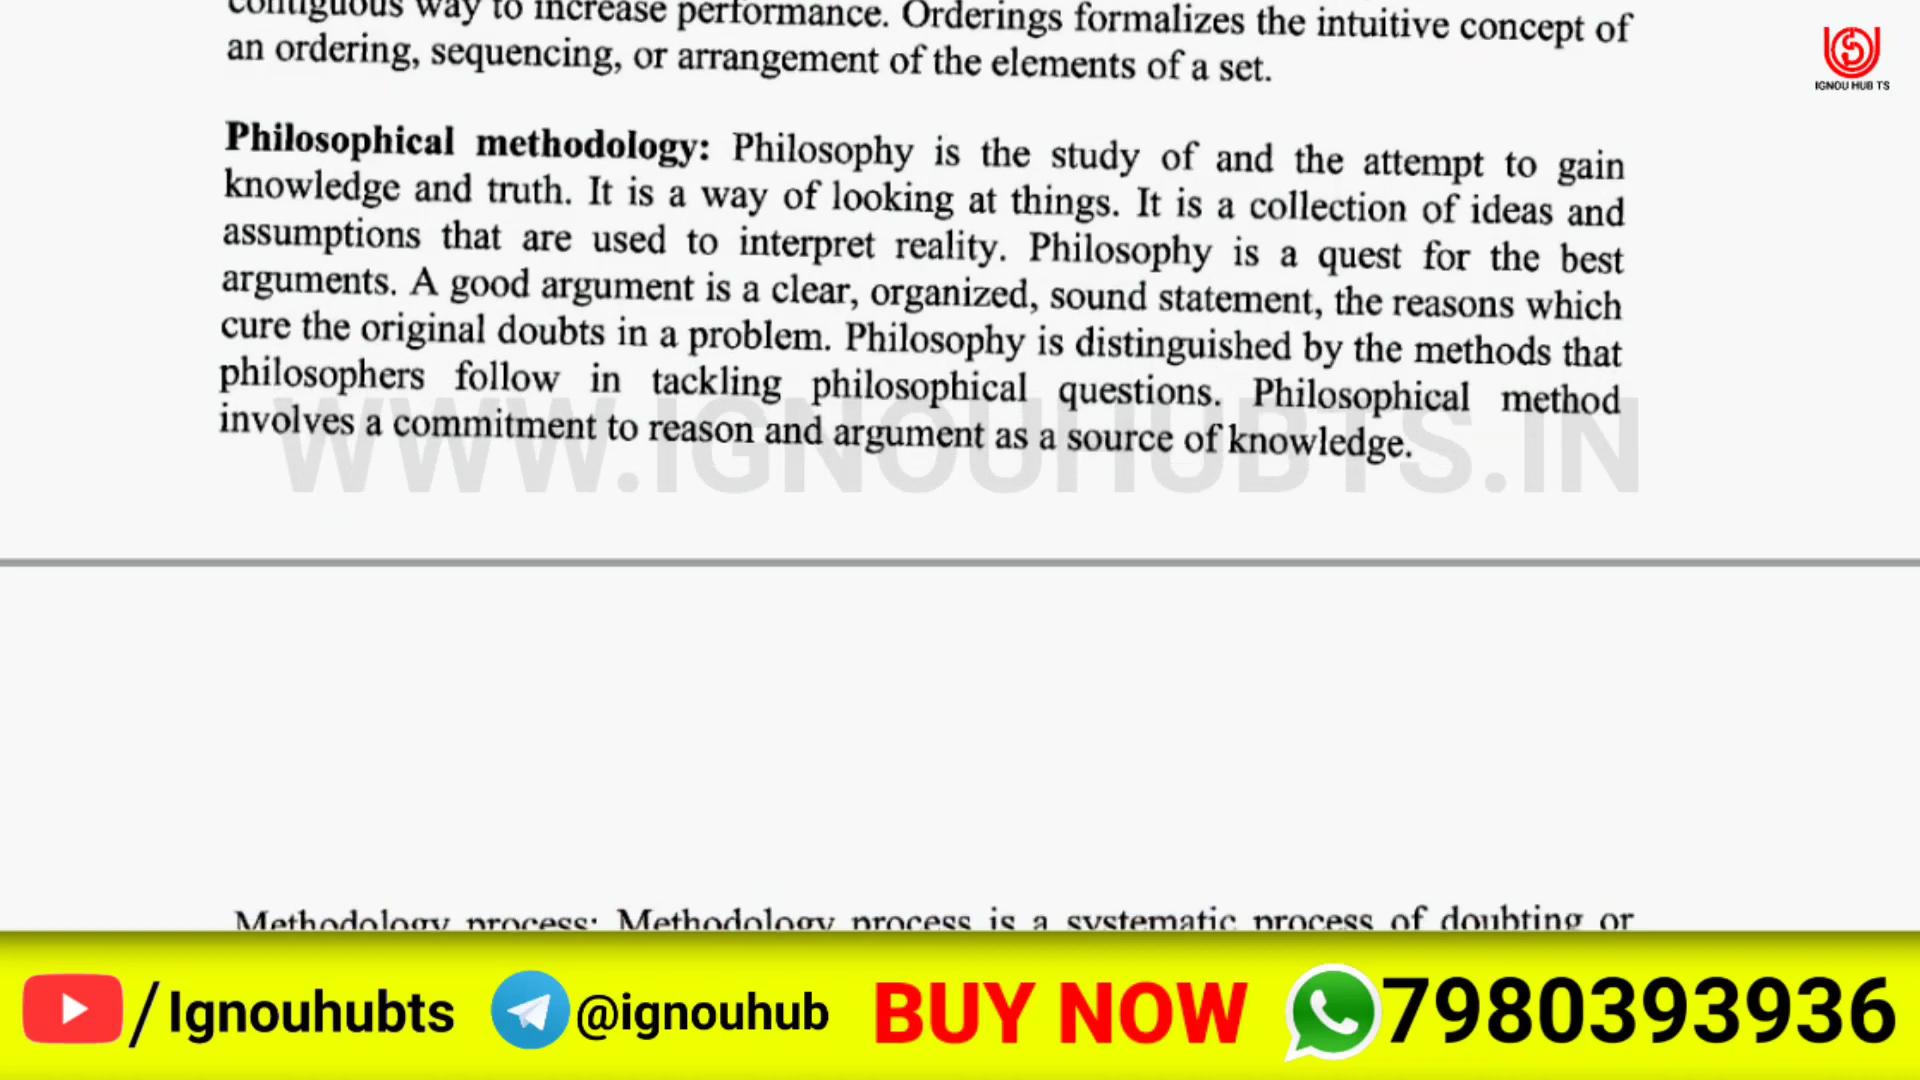 contiguous way to increase performance. Orderings formalizes the intuitive concept of
an ordering, sequencing, or arrangement of the elements of a set.
IGNOU HUB TS
Philosophical methodology: Philosophy is the study of and the attempt to gain
knowledge and truth. It is a way of looking at things. It is a collection of ideas and
assumptions that are used to interpret reality. Philosophy is a quest for the best
arguments. A good argument is a clear, organized, sound statement, the reasons which
cure the original doubts in a problem. Philosophy is distinguished by the methods that
philosophers follow in tackling philosophical questions. Philosophical method
involves a commitment to reason and argument as a source of knowledge.
WWW.IGNOUHUBTS.IN
Methodology process: Methodology process is a systematic process of doubting or
/Ignouhubts @ignouhub BUY NOW 7980393936